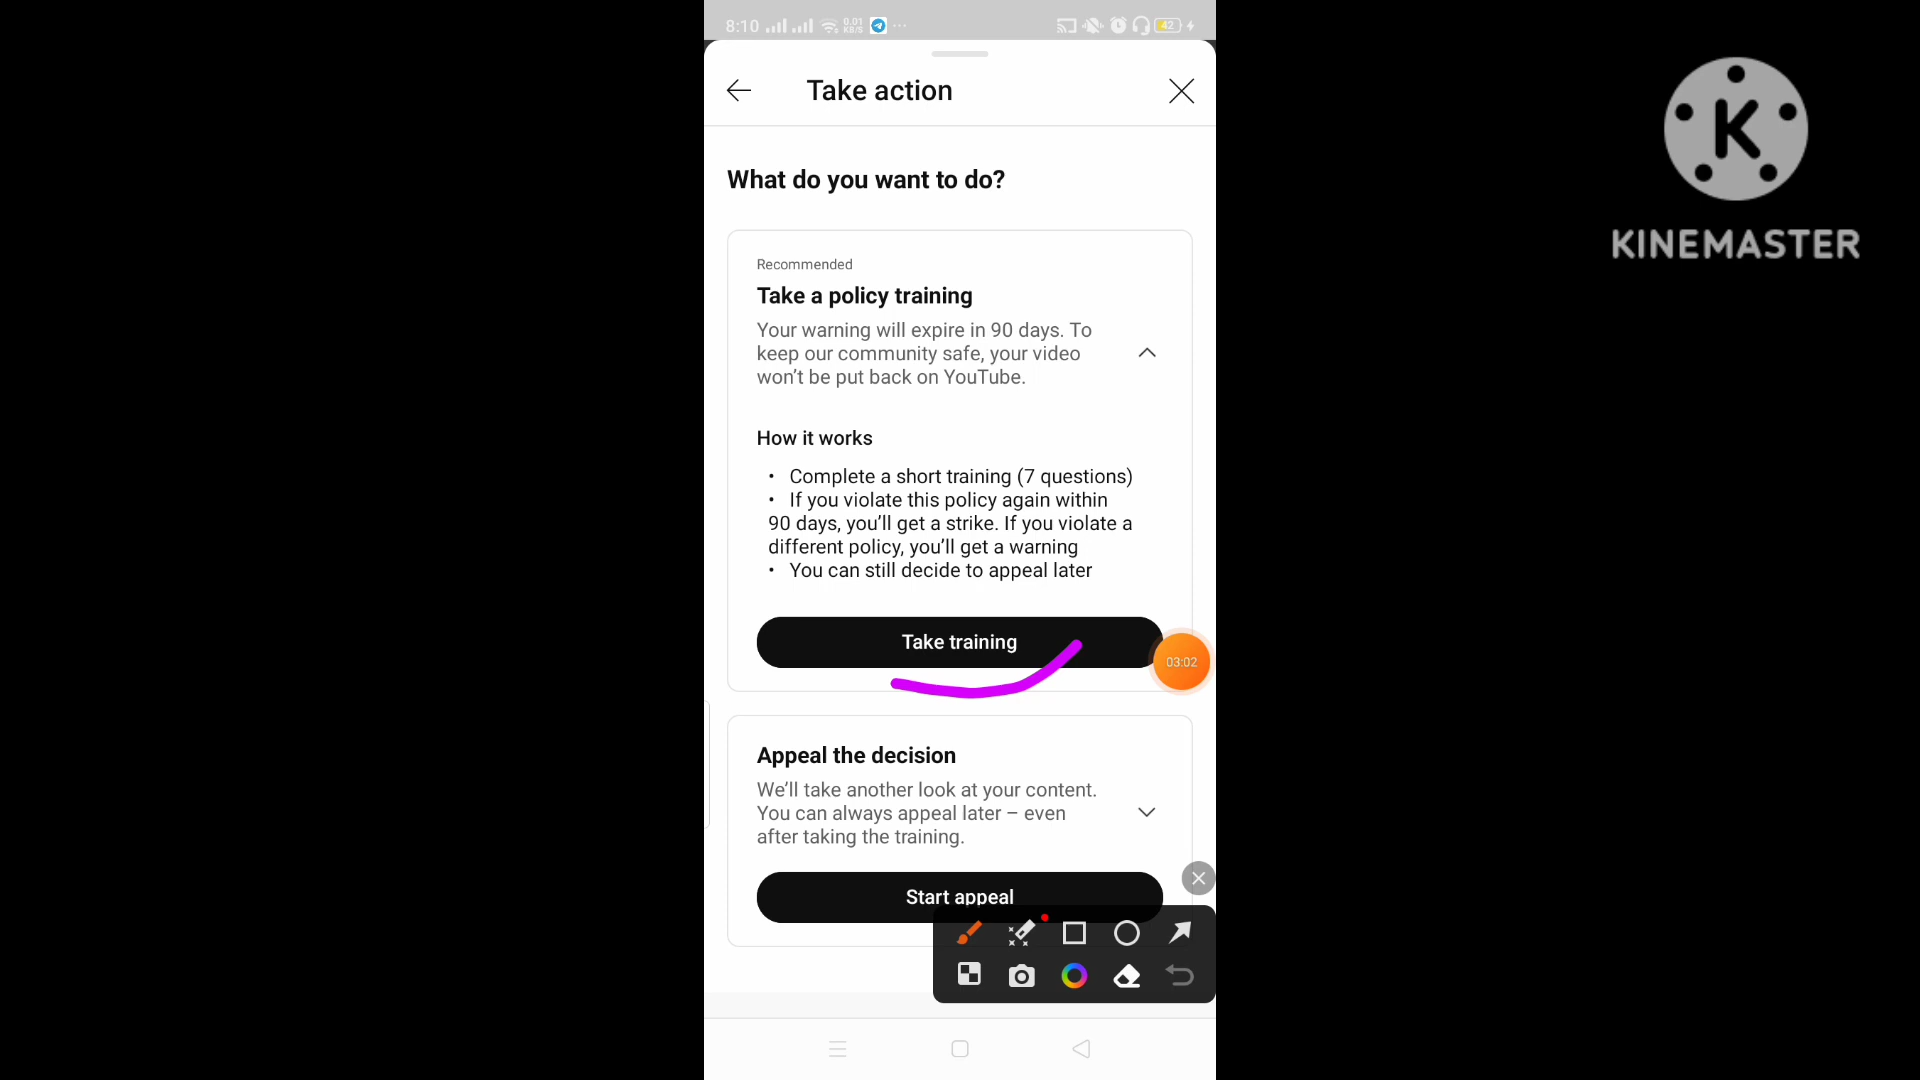 8:10 0.01 KB/S 42
Take action
What do you want to do?
Recommended
Take a policy training
Your warning will expire in 90 days. To
keep our community safe, your video
won't be put back on YouTube.
How it works
• Complete a short training (7 questions)
• If you violate this policy again within
90 days, you'll get a strike. If you violate a
different policy, you'll get a warning
• You can still decide to appeal later
Take training
03:02
Appeal the decision
We'll take another look at your content.
You can always appeal later – even
after taking the training.
Start appeal
K
KINEMASTER